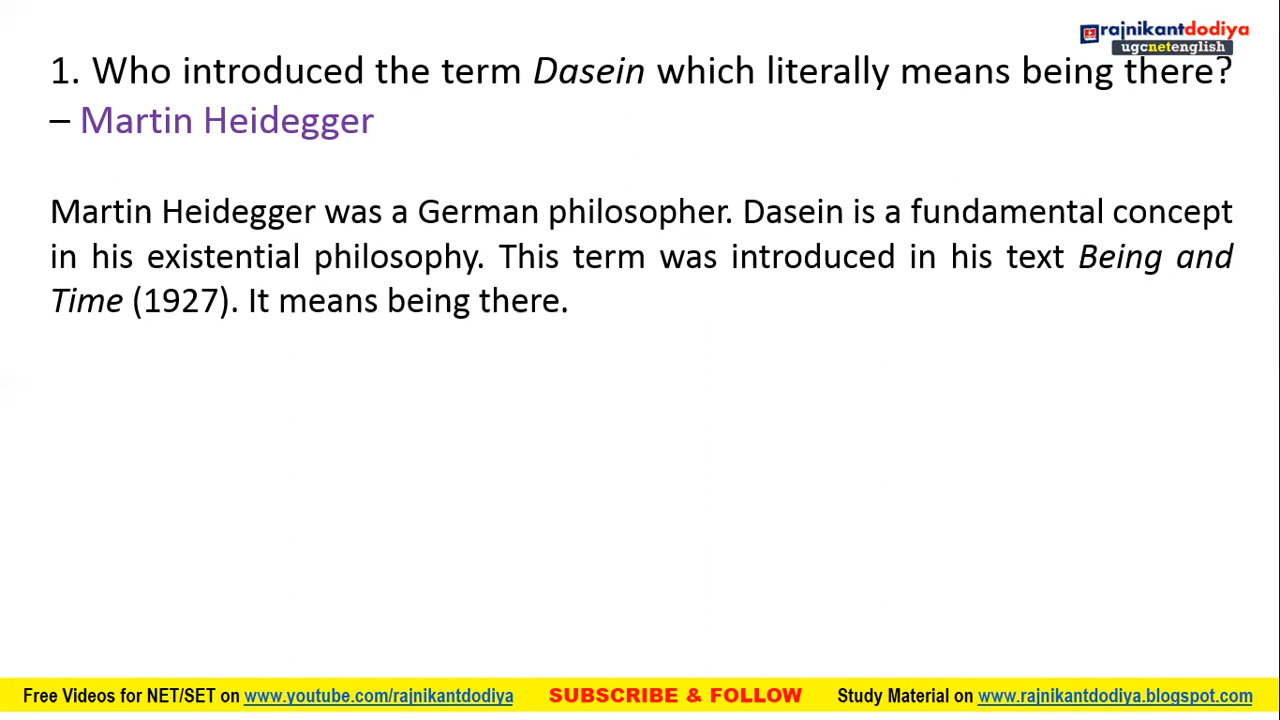 rajnikantdodiya
ugcnetenglish
1. Who introduced the term Dasein which literally means being there?
– Martin Heidegger
Martin Heidegger was a German philosopher. Dasein is a fundamental concept
in his existential philosophy. This term was introduced in his text Being and
Time (1927). It means being there.
Free Videos for NET/SET on www.youtube.com/rajnikantdodiya SUBSCRIBE & FOLLOW Study Material on www.rajnikantdodiya.blogspot.com